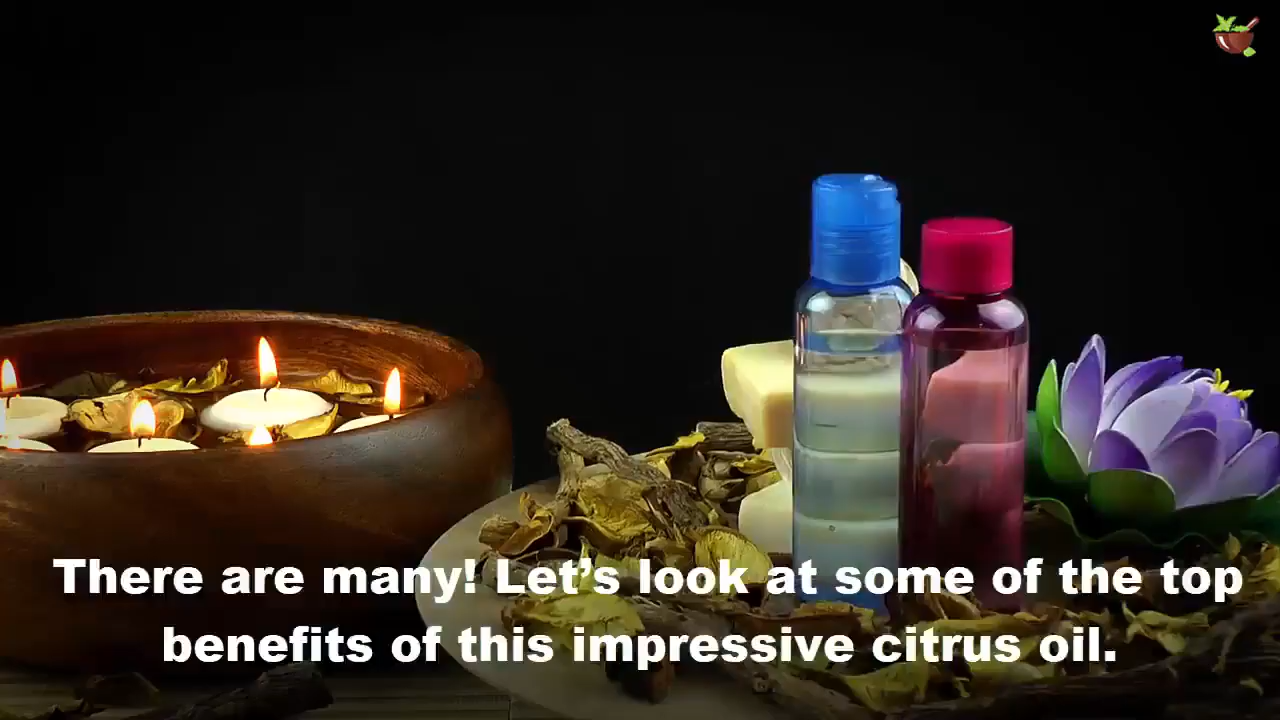 There are many! Let’s look at some of the top
benefits of this impressive citrus oil.